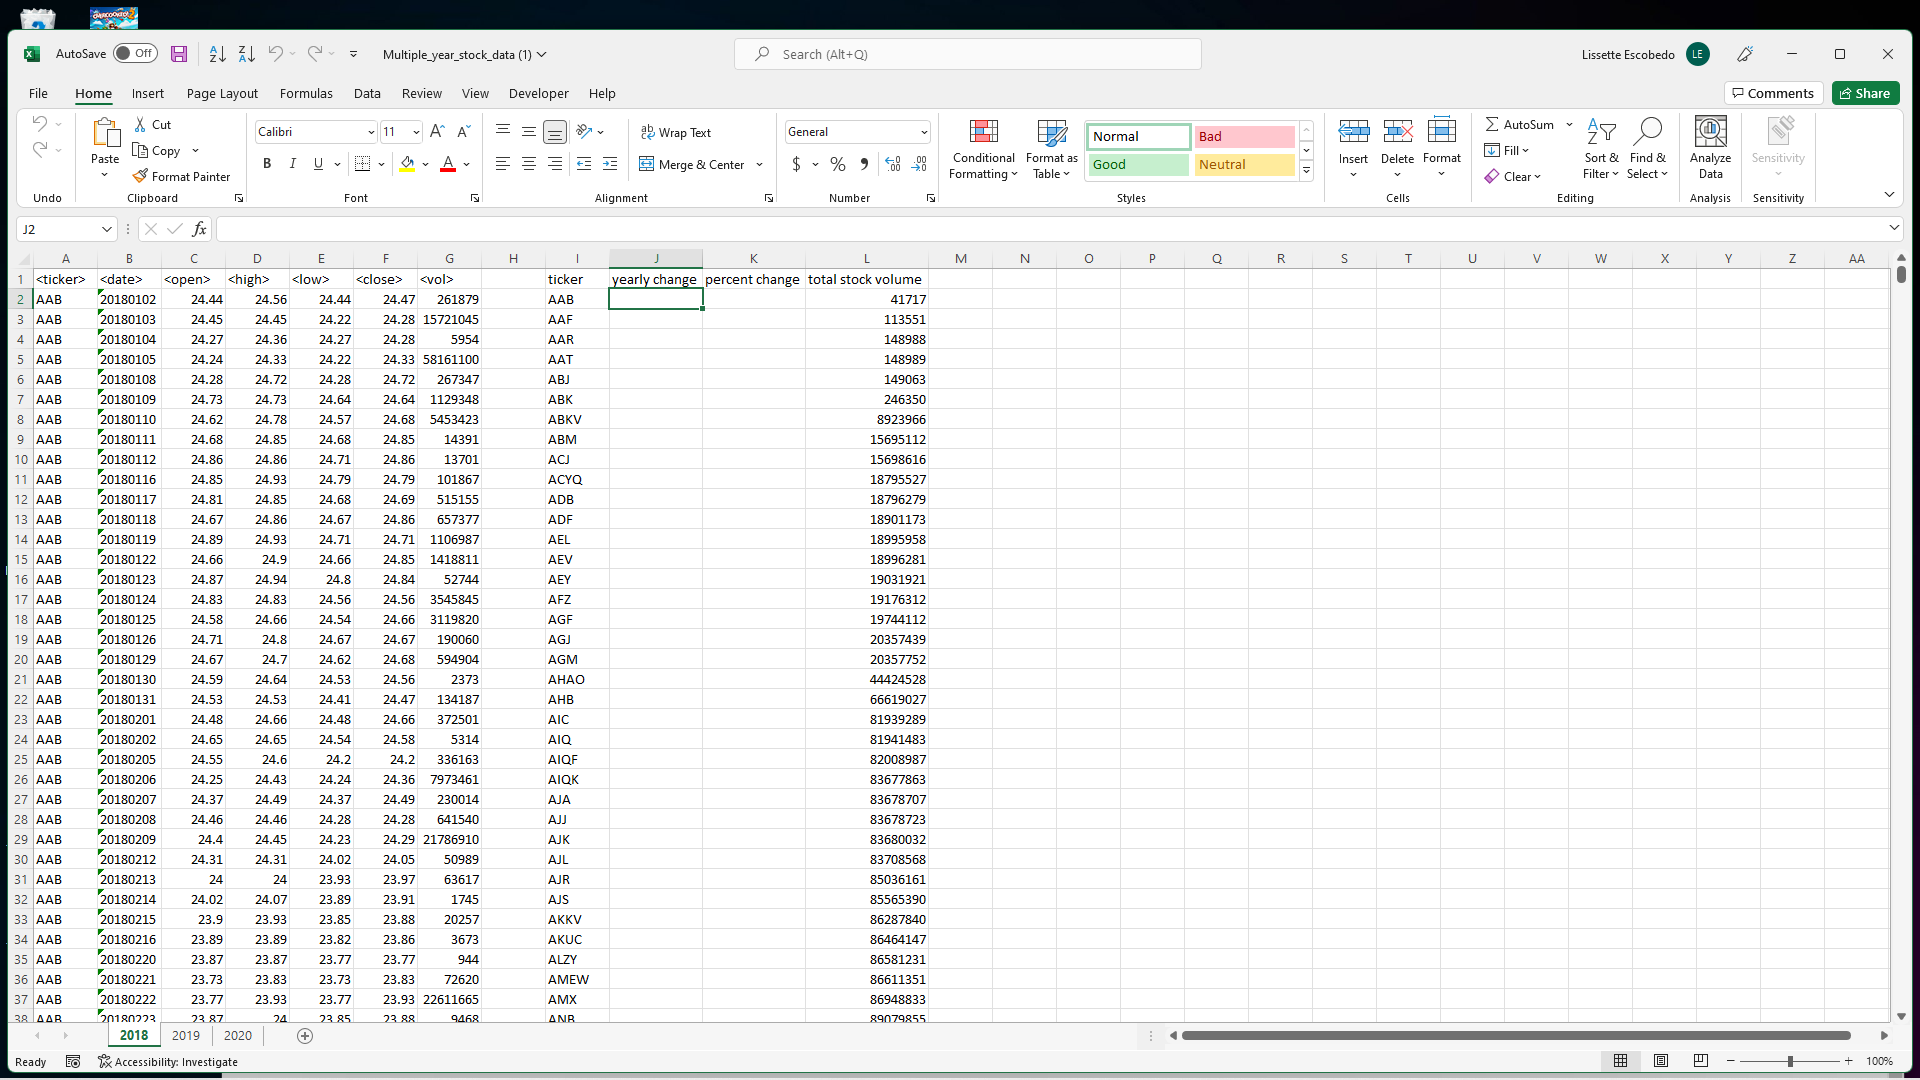 OVERCOOKED! 2
AutoSave Off Multiple_year_stock_data (1) Search (Alt+Q) Lissette Escobedo LE
File Home Insert Page Layout Formulas Data Review View Developer Help Comments Share
Undo
Paste Cut Copy Format Painter Clipboard
Calibri 11 B I U A Font
Wrap Text Merge & Center Alignment
General $ % Number
Conditional Formatting Format as Table Normal Bad Good Neutral Styles
Insert Delete Format Cells
AutoSum Fill Clear Sort & Filter Find & Select Editing
Analyze Data Analysis
Sensitivity Sensitivity
J2 fx
A B C D E F G H I J K L M N O P Q R S T U V W X Y Z AA
1 <ticker> <date> <open> <high> <low> <close> <vol> ticker yearly change percent change total stock volume
2 AAB 20180102 24.44 24.56 24.44 24.47 261879 AAB 41717
3 AAB 20180103 24.45 24.45 24.22 24.28 15721045 AAF 113551
4 AAB 20180104 24.27 24.36 24.27 24.28 5954 AAR 148988
5 AAB 20180105 24.24 24.33 24.22 24.33 58161100 AAT 148989
6 AAB 20180108 24.28 24.72 24.28 24.72 267347 ABJ 149063
7 AAB 20180109 24.73 24.73 24.64 24.64 1129348 ABK 246350
8 AAB 20180110 24.62 24.78 24.57 24.68 5453423 ABKV 8923966
9 AAB 20180111 24.68 24.85 24.68 24.85 14391 ABM 15695112
10 AAB 20180112 24.86 24.86 24.71 24.86 13701 ACJ 15698616
11 AAB 20180116 24.85 24.93 24.79 24.79 101867 ACYQ 18795527
12 AAB 20180117 24.81 24.85 24.68 24.69 515155 ADB 18796279
13 AAB 20180118 24.67 24.86 24.67 24.86 657377 ADF 18901173
14 AAB 20180119 24.89 24.93 24.71 24.71 1106987 AEL 18995958
15 AAB 20180122 24.66 24.9 24.66 24.85 1418811 AEV 18996281
16 AAB 20180123 24.87 24.94 24.8 24.84 52744 AEY 19031921
17 AAB 20180124 24.83 24.83 24.56 24.56 3545845 AFZ 19176312
18 AAB 20180125 24.58 24.66 24.54 24.66 3119820 AGF 19744112
19 AAB 20180126 24.71 24.8 24.67 24.67 190060 AGJ 20357439
20 AAB 20180129 24.67 24.7 24.62 24.68 594904 AGM 20357752
21 AAB 20180130 24.59 24.64 24.53 24.56 2373 AHAO 44424528
22 AAB 20180131 24.53 24.53 24.41 24.47 134187 AHB 66619027
23 AAB 20180201 24.48 24.66 24.48 24.66 372501 AIC 81939289
24 AAB 20180202 24.65 24.65 24.54 24.58 5314 AIQ 81941483
25 AAB 20180205 24.55 24.6 24.2 24.2 336163 AIQF 82008987
26 AAB 20180206 24.25 24.43 24.24 24.36 7973461 AIQK 83677863
27 AAB 20180207 24.37 24.49 24.37 24.49 230014 AJA 83678707
28 AAB 20180208 24.46 24.46 24.28 24.28 641540 AJJ 83678723
29 AAB 20180209 24.4 24.45 24.23 24.29 21786910 AJK 83680032
30 AAB 20180212 24.31 24.31 24.02 24.05 50989 AJL 83708568
31 AAB 20180213 24 24 23.93 23.97 63617 AJR 85036161
32 AAB 20180214 24.02 24.07 23.89 23.91 1745 AJS 85565390
33 AAB 20180215 23.9 23.93 23.85 23.88 20257 AKKV 86287840
34 AAB 20180216 23.89 23.89 23.82 23.86 3673 AKUC 86464147
35 AAB 20180220 23.87 23.87 23.77 23.77 944 ALZY 86581231
36 AAB 20180221 23.73 23.83 23.73 23.83 72620 AMEW 86611351
37 AAB 20180222 23.77 23.93 23.77 23.93 22611665 AMX 86948833
38 AAB 20180223 23.87 24 23.85 23.88 9468 ANB 89079855
2018 2019 2020
Ready Accessibility: Investigate 100%